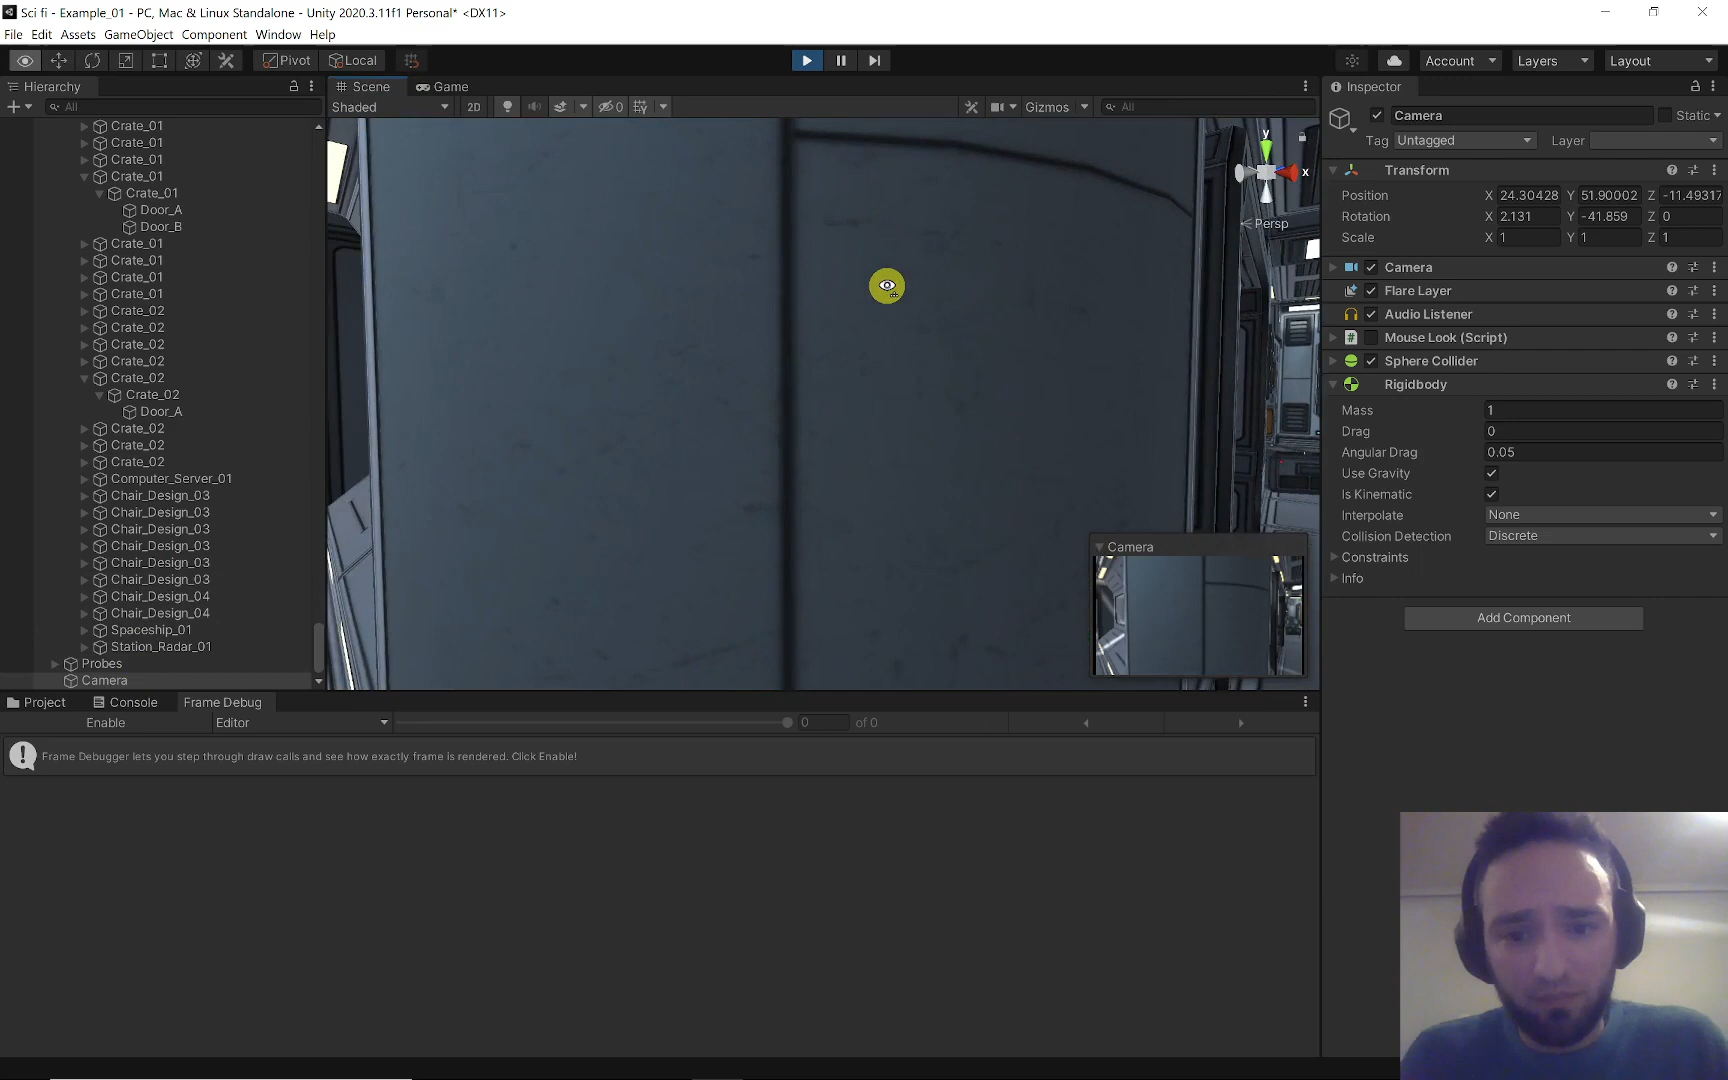 Sci fi - Example_01 - PC, Mac & Linux Standalone - Unity 2020.3.11f1 Personal* <DX11>
File Edit Assets GameObject Component Window Help
Pivot Local Account Layers Layout
Hierarchy
All
Crate_01
Crate_01
Crate_01
Crate_01
Crate_01
Door_A
Door_B
Crate_01
Crate_01
Crate_01
Crate_01
Crate_02
Crate_02
Crate_02
Crate_02
Crate_02
Crate_02
Door_A
Crate_02
Crate_02
Crate_02
Computer_Server_01
Chair_Design_03
Chair_Design_03
Chair_Design_03
Chair_Design_03
Chair_Design_03
Chair_Design_03
Chair_Design_04
Chair_Design_04
Spaceship_01
Station_Radar_01
Probes
Camera
Scene Game
Shaded 2D 0 Gizmos All
y
x
Persp
Camera
Inspector
Camera Static
Tag Untagged Layer
Transform
Position X 24.30428 Y 51.90002 Z -11.49317
Rotation X 2.131 Y -41.859 Z 0
Scale X 1 Y 1 Z 1
Camera
Flare Layer
Audio Listener
Mouse Look (Script)
Sphere Collider
Rigidbody
Mass 1
Drag 0
Angular Drag 0.05
Use Gravity
Is Kinematic
Interpolate None
Collision Detection Discrete
Constraints
Info
Add Component
Project Console Frame Debug
Enable Editor 0 of 0
Frame Debugger lets you step through draw calls and see how exactly frame is rendered. Click Enable!